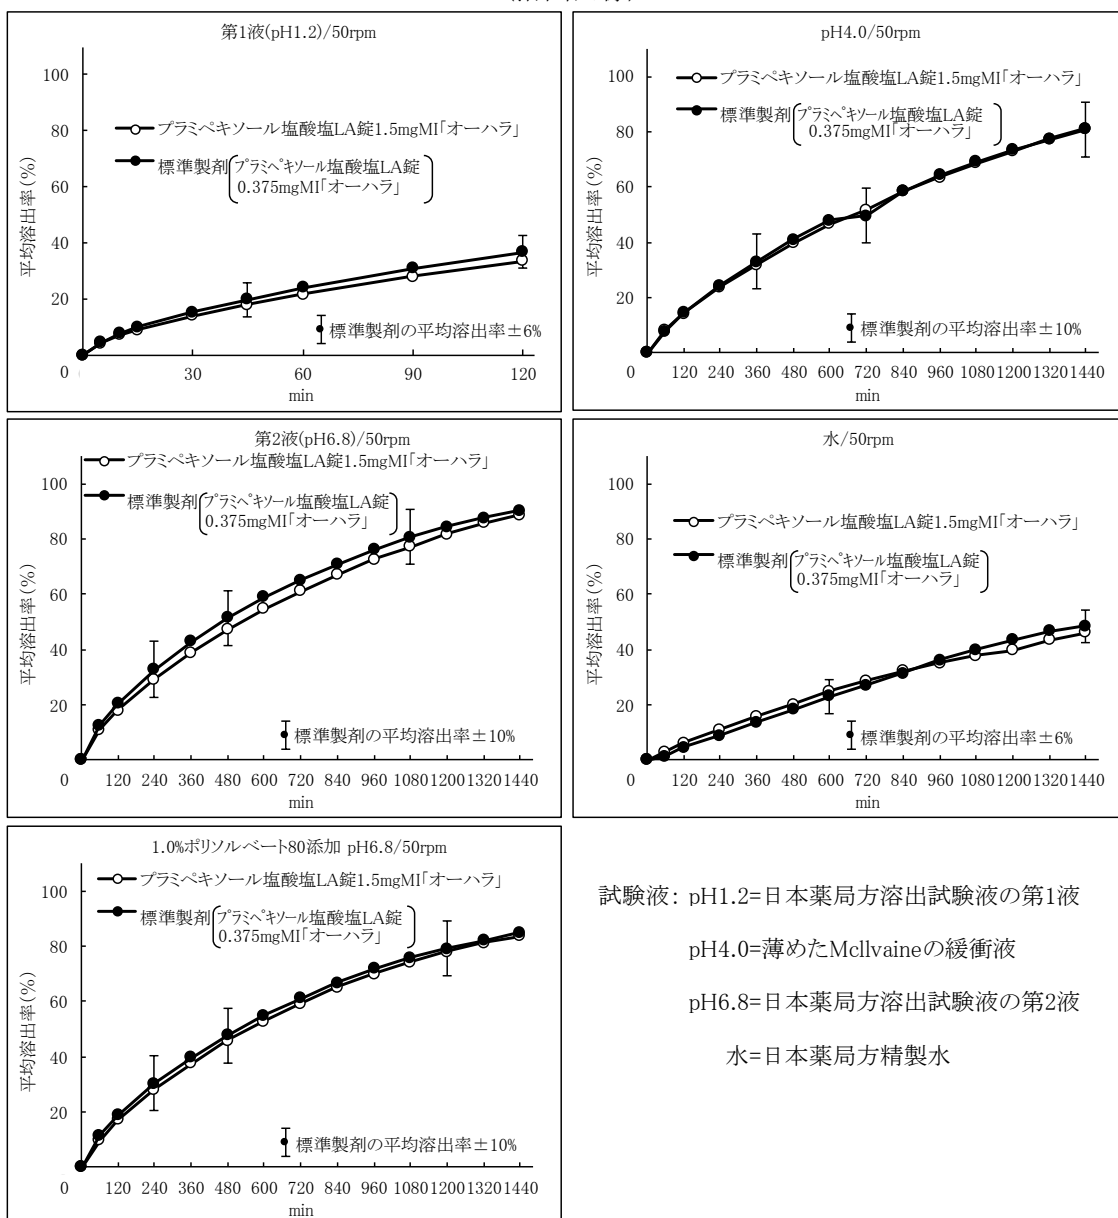 第1液(pH1.2)/50rpm
プラミペキソール塩酸塩LA錠1.5mgMI「オーハラ」
標準製剤 プラミペキソール塩酸塩LA錠
0.375mgMI「オーハラ」
平均溶出率(%)
100
80
60
40
20
0
30
60
90
120
min
標準製剤の平均溶出率±6%
pH4.0/50rpm
プラミペキソール塩酸塩LA錠1.5mgMI「オーハラ」
標準製剤 プラミペキソール塩酸塩LA錠
0.375mgMI「オーハラ」
平均溶出率(%)
100
80
60
40
20
標準製剤の平均溶出率±10%
0 120 240 360 480 600 720 840 960 1080 1200 1320 1440
min
第2液(pH6.8)/50rpm
プラミペキソール塩酸塩LA錠1.5mgMI「オーハラ」
標準製剤 プラミペキソール塩酸塩LA錠
0.375mgMI「オーハラ」
平均溶出率(%)
100
80
60
40
20
標準製剤の平均溶出率±10%
0 120 240 360 480 600 720 840 960 1080 1200 1320 1440
min
水/50rpm
プラミペキソール塩酸塩LA錠1.5mgMI「オーハラ」
標準製剤 プラミペキソール塩酸塩LA錠
0.375mgMI「オーハラ」
平均溶出率(%)
100
80
60
40
20
標準製剤の平均溶出率±6%
0 120 240 360 480 600 720 840 960 1080 1200 1320 1440
min
1.0%ポリソルベート80添加 pH6.8/50rpm
プラミペキソール塩酸塩LA錠1.5mgMI「オーハラ」
標準製剤 プラミペキソール塩酸塩LA錠
0.375mgMI「オーハラ」
平均溶出率(%)
100
80
60
40
20
標準製剤の平均溶出率±10%
0 120 240 360 480 600 720 840 960 1080 1200 1320 1440
min
試験液: pH1.2=日本薬局方溶出試験液の第1液
pH4.0=薄めたMcIlvaineの緩衝液
pH6.8=日本薬局方溶出試験液の第2液
水=日本薬局方精製水